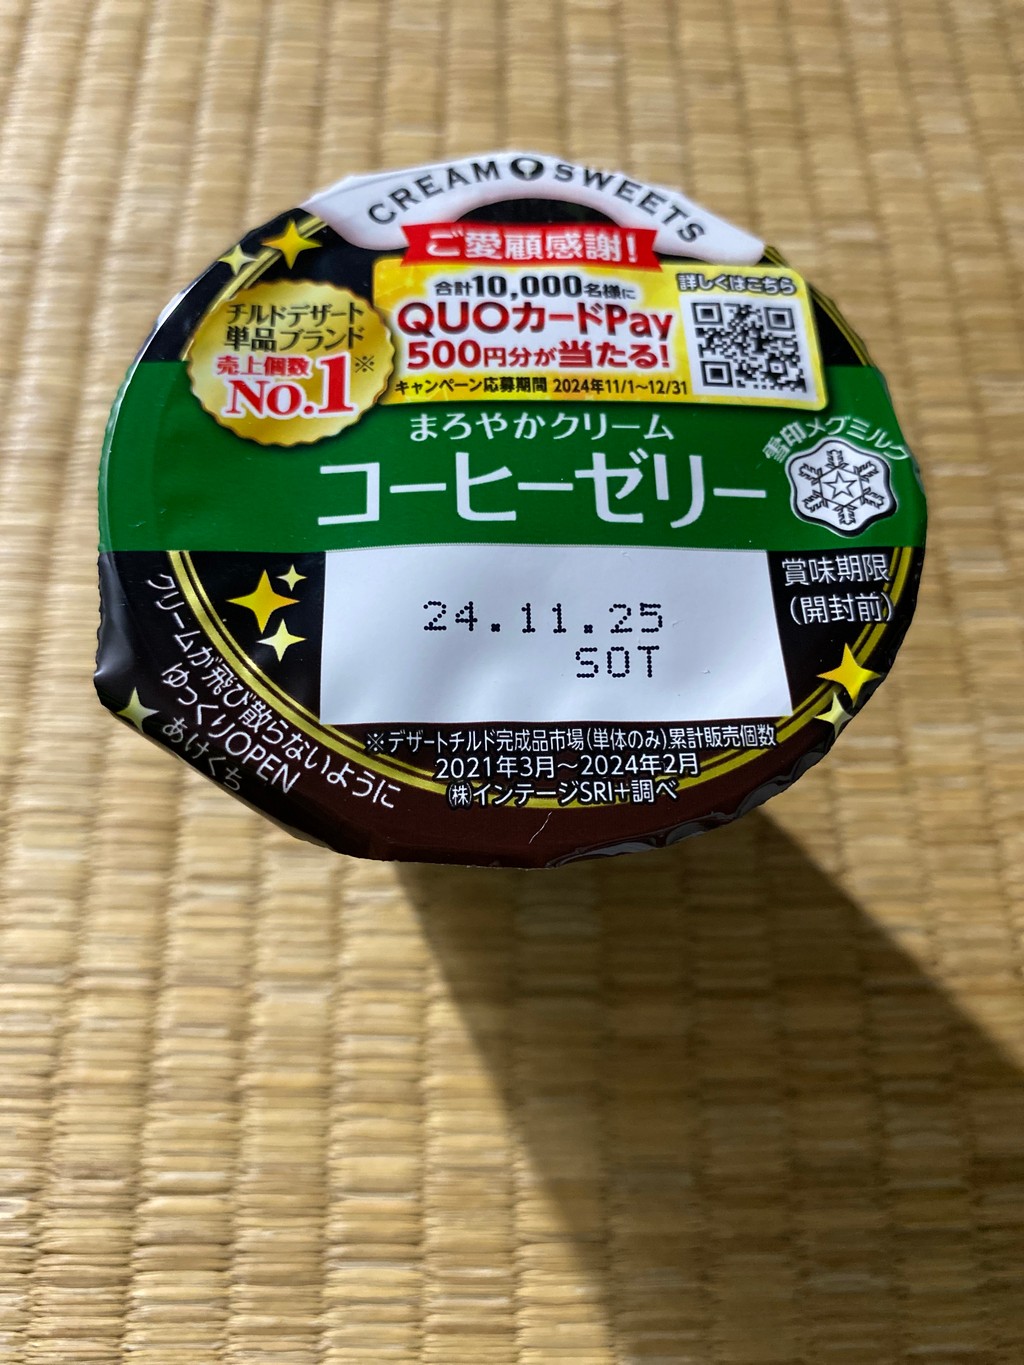 CREAM SWEETS
ご愛顧感謝!
合計10,000名様に
QUOカードPay
500円分が当たる!
キャンペーン応募期間 2024年11/1~12/31
詳しくはこちら
チルドデザート
単品ブランド
売上個数
No.1※
まろやかクリーム
コーヒーゼリー
雪印メグミルク
賞味期限
(開封前)
24.11.25
SOT
クリームが飛び散らないように
ゆっくりOPEN
あけくち
※デザートチルド完成品市場(単体のみ)累計販売個数
2021年3月~2024年2月
㈱インテージSRI+調べ